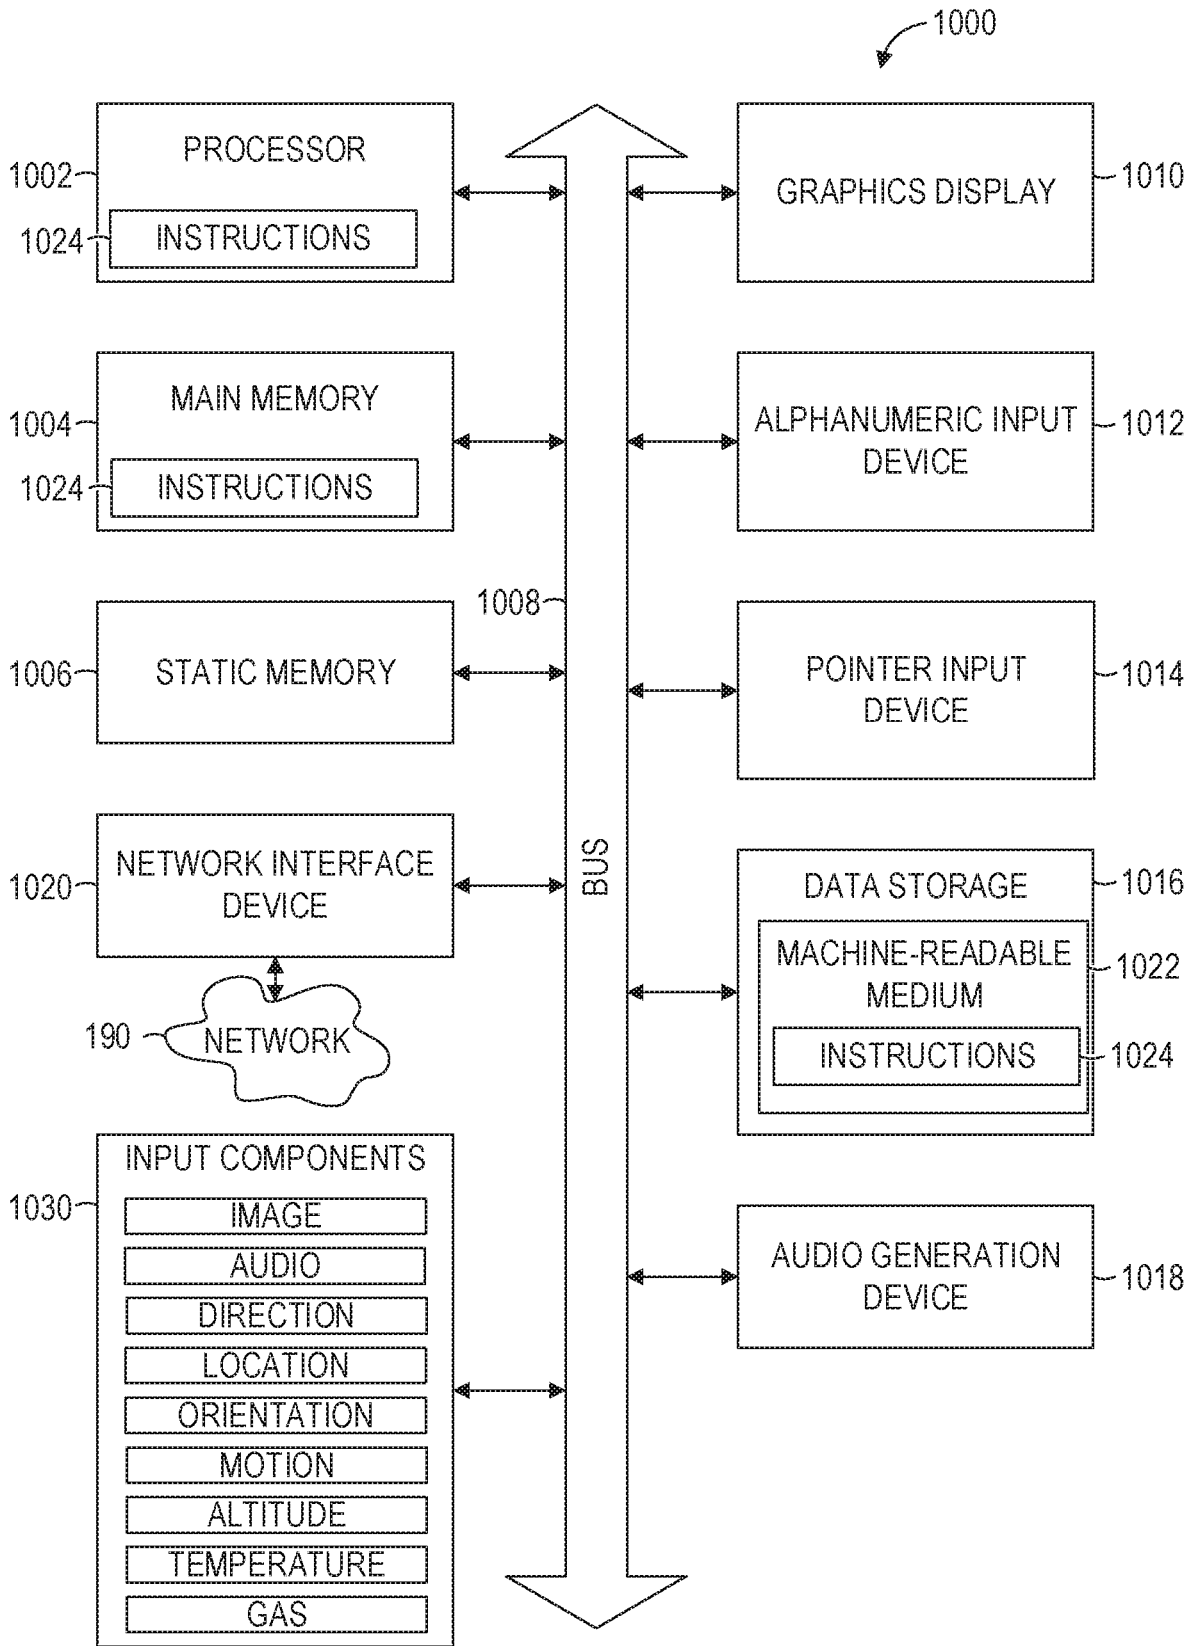 1000
PROCESSOR
1002
1024
INSTRUCTIONS
MAIN MEMORY
1004
1024
INSTRUCTIONS
1006
STATIC MEMORY
1008
NETWORK INTERFACE
DEVICE
1020
190
NETWORK
INPUT COMPONENTS
1030
IMAGE
AUDIO
DIRECTION
LOCATION
ORIENTATION
MOTION
ALTITUDE
TEMPERATURE
GAS
BUS
GRAPHICS DISPLAY
1010
ALPHANUMERIC INPUT
DEVICE
1012
POINTER INPUT
DEVICE
1014
DATA STORAGE
1016
MACHINE-READABLE
MEDIUM
1022
INSTRUCTIONS
1024
AUDIO GENERATION
DEVICE
1018